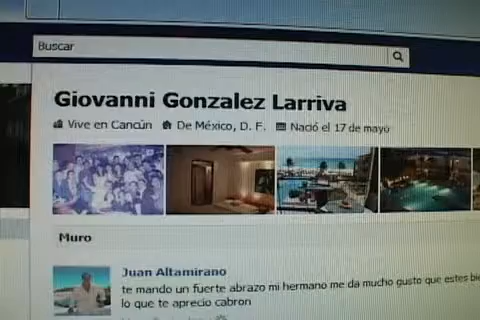 Buscar
Giovanni Gonzalez Larriva
Vive en Cancún De México, D. F. Nació el 17 de mayo
Muro
Juan Altamirano
te mando un fuerte abrazo mi hermano me da mucho gusto que estes bi
lo que te aprecio cabron